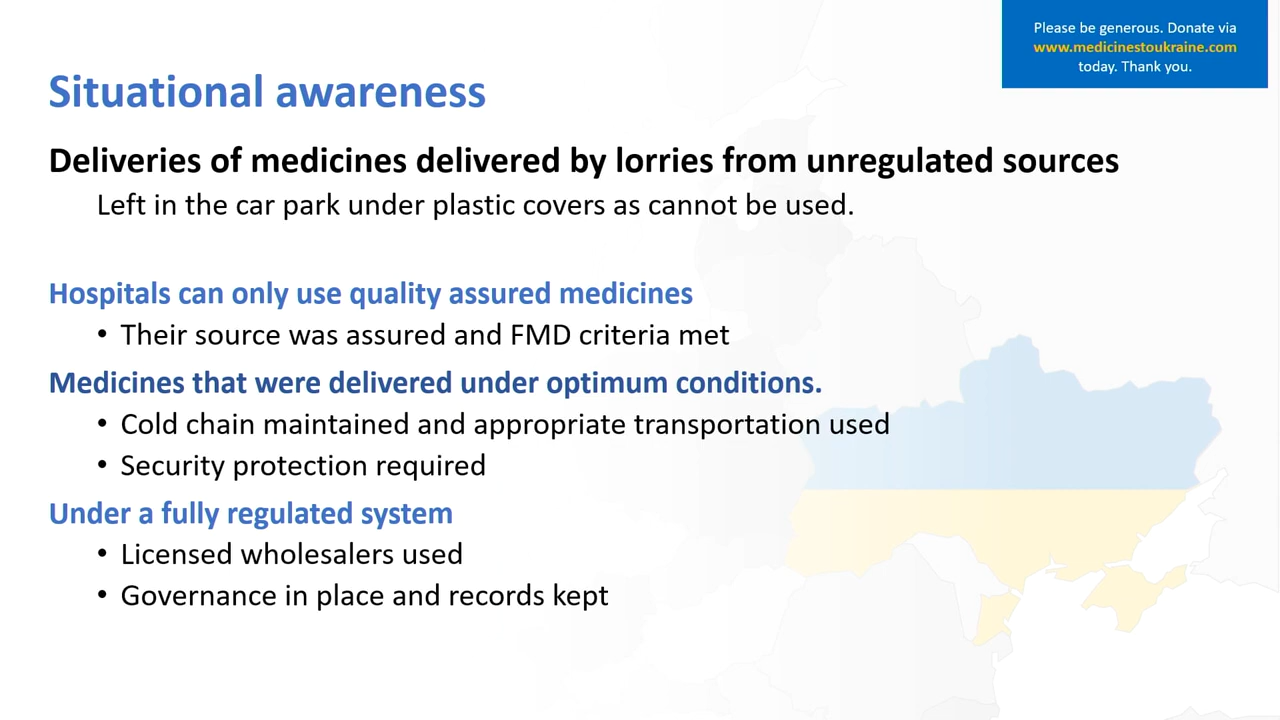 Please be generous. Donate via
www.medicinestoukraine.com
today. Thank you.
Situational awareness
Deliveries of medicines delivered by lorries from unregulated sources
Left in the car park under plastic covers as cannot be used.
Hospitals can only use quality assured medicines
• Their source was assured and FMD criteria met
Medicines that were delivered under optimum conditions.
• Cold chain maintained and appropriate transportation used
• Security protection required
Under a fully regulated system
• Licensed wholesalers used
• Governance in place and records kept